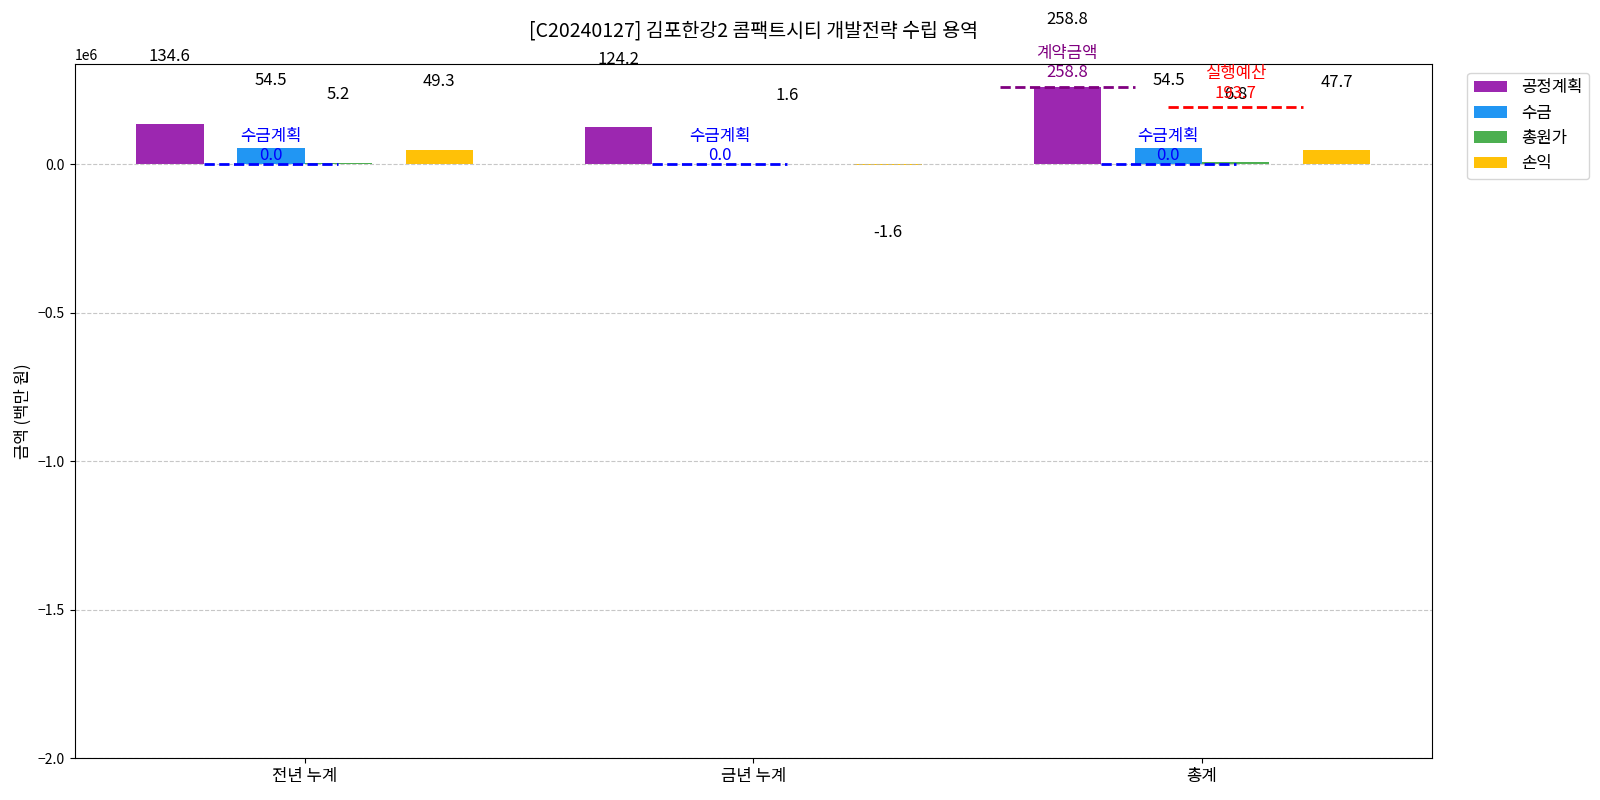 258.8
[C20240127] 김포한강2 콤팩트시티 개발전략 수립 용역
1e6
134.6
54.5
5.2
49.3
수금계획
0.0
124.2
1.6
수금계획
0.0
-1.6
계약금액
258.8
54.5
실행예산
193.7
6.8
47.7
수금계획
0.0
공정계획
수금
총원가
손익
금액 (백만 원)
0.0
−0.5
−1.0
−1.5
−2.0
전년 누계
금년 누계
총계